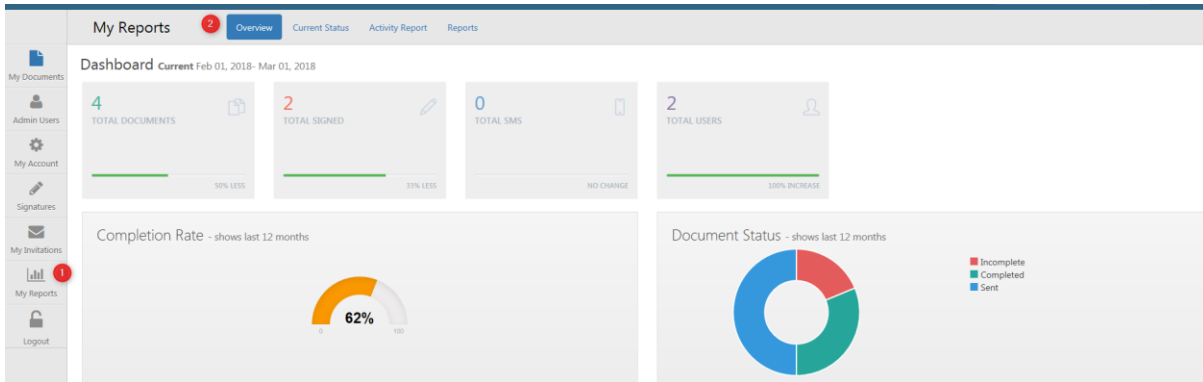 My Reports
2
Overview
Current Status
Activity Report
Reports
My Documents
Admin Users
My Account
Signatures
My Invitations
1
My Reports
Logout
Dashboard Current Feb 01, 2018- Mar 01, 2018
4
TOTAL DOCUMENTS
50% LESS
2
TOTAL SIGNED
33% LESS
0
TOTAL SMS
NO CHANGE
2
TOTAL USERS
100% INCREASE
Completion Rate - shows last 12 months
62%
0
100
Document Status - shows last 12 months
Incomplete
Completed
Sent